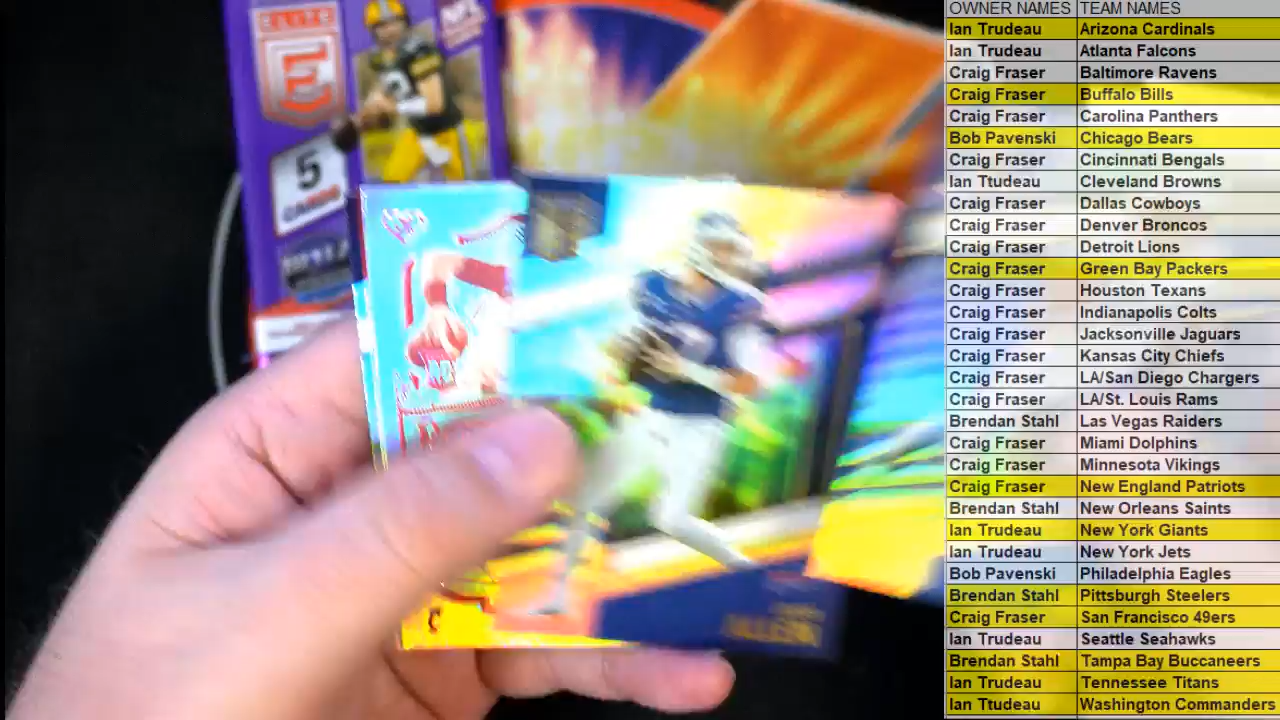 OWNER NAMES TEAM NAMES
Ian Trudeau Arizona Cardinals
Ian Trudeau Atlanta Falcons
Craig Fraser Baltimore Ravens
Craig Fraser Buffalo Bills
Craig Fraser Carolina Panthers
Bob Pavenski Chicago Bears
Craig Fraser Cincinnati Bengals
Ian Ttudeau Cleveland Browns
Craig Fraser Dallas Cowboys
Craig Fraser Denver Broncos
Craig Fraser Detroit Lions
Craig Fraser Green Bay Packers
Craig Fraser Houston Texans
Craig Fraser Indianapolis Colts
Craig Fraser Jacksonville Jaguars
Craig Fraser Kansas City Chiefs
Craig Fraser LA/San Diego Chargers
Craig Fraser LA/St. Louis Rams
Brendan Stahl Las Vegas Raiders
Craig Fraser Miami Dolphins
Craig Fraser Minnesota Vikings
Craig Fraser New England Patriots
Brendan Stahl New Orleans Saints
Ian Trudeau New York Giants
Ian Trudeau New York Jets
Bob Pavenski Philadelphia Eagles
Brendan Stahl Pittsburgh Steelers
Craig Fraser San Francisco 49ers
Ian Trudeau Seattle Seahawks
Brendan Stahl Tampa Bay Buccaneers
Ian Trudeau Tennessee Titans
Ian Ttudeau Washington Commanders
E
5
C